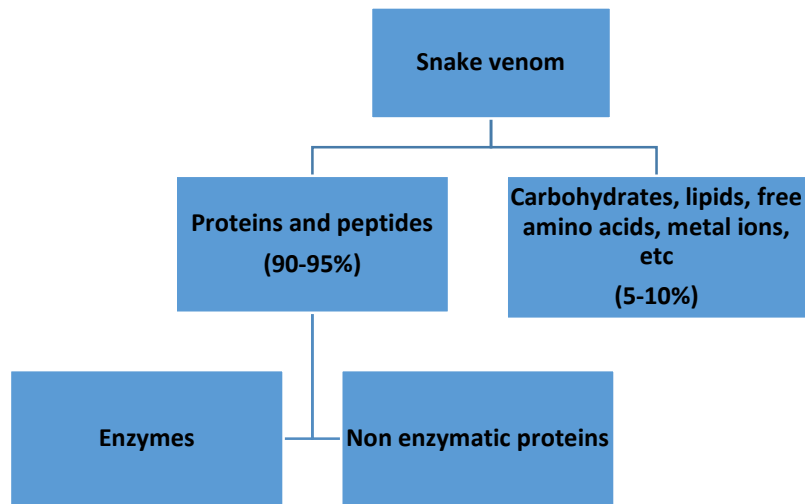 Snake venom
Proteins and peptides
(90-95%)
Carbohydrates, lipids, free
amino acids, metal ions,
etc
(5-10%)
Enzymes
Non enzymatic proteins